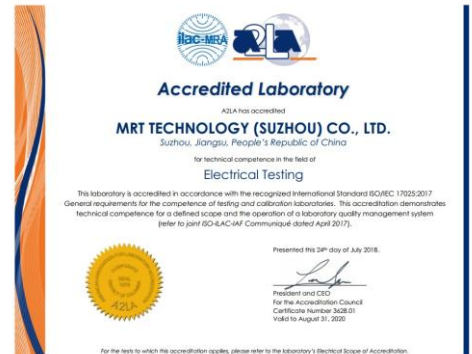 ilac-MRA
A2LA
Accredited Laboratory
A2LA has accredited
MRT TECHNOLOGY (SUZHOU) CO., LTD.
Suzhou, Jiangsu, People's Republic of China
for technical competence in the field of
Electrical Testing
This laboratory is accredited in accordance with the recognized International Standard ISO/IEC 17025:2017
General requirements for the competence of testing and calibration laboratories. This accreditation demonstrates
technical competence for a defined scope and the operation of a laboratory quality management system
(refer to joint ISO-ILAC-IAF Communiqué dated April 2017).
Presented this 24th day of July 2018.
President and CEO
For the Accreditation Council
Certificate Number 3628.01
Valid to August 31, 2020
A2LA
For the tests to which this accreditation applies, please refer to the laboratory's Electrical Scope of Accreditation.